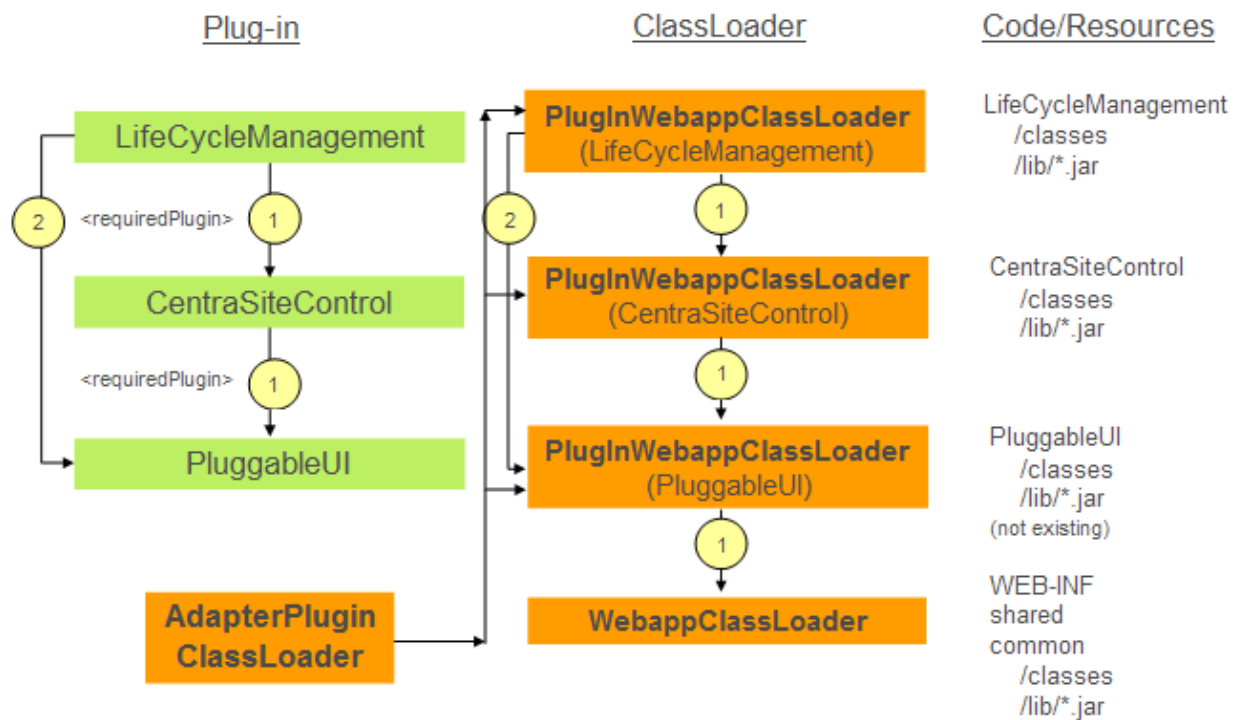 Plug-in
ClassLoader
Code/Resources
LifeCycleManagement
2
<requiredPlugin>
1
CentraSiteControl
<requiredPlugin>
1
PluggableUI
AdapterPlugin
ClassLoader
PlugInWebappClassLoader
(LifeCycleManagement)
2
1
PlugInWebappClassLoader
(CentraSiteControl)
1
PlugInWebappClassLoader
(PluggableUI)
1
WebappClassLoader
LifeCycleManagement
/classes
/lib/*.jar
CentraSiteControl
/classes
/lib/*.jar
PluggableUI
/classes
/lib/*.jar
(not existing)
WEB-INF
shared
common
/classes
/lib/*.jar